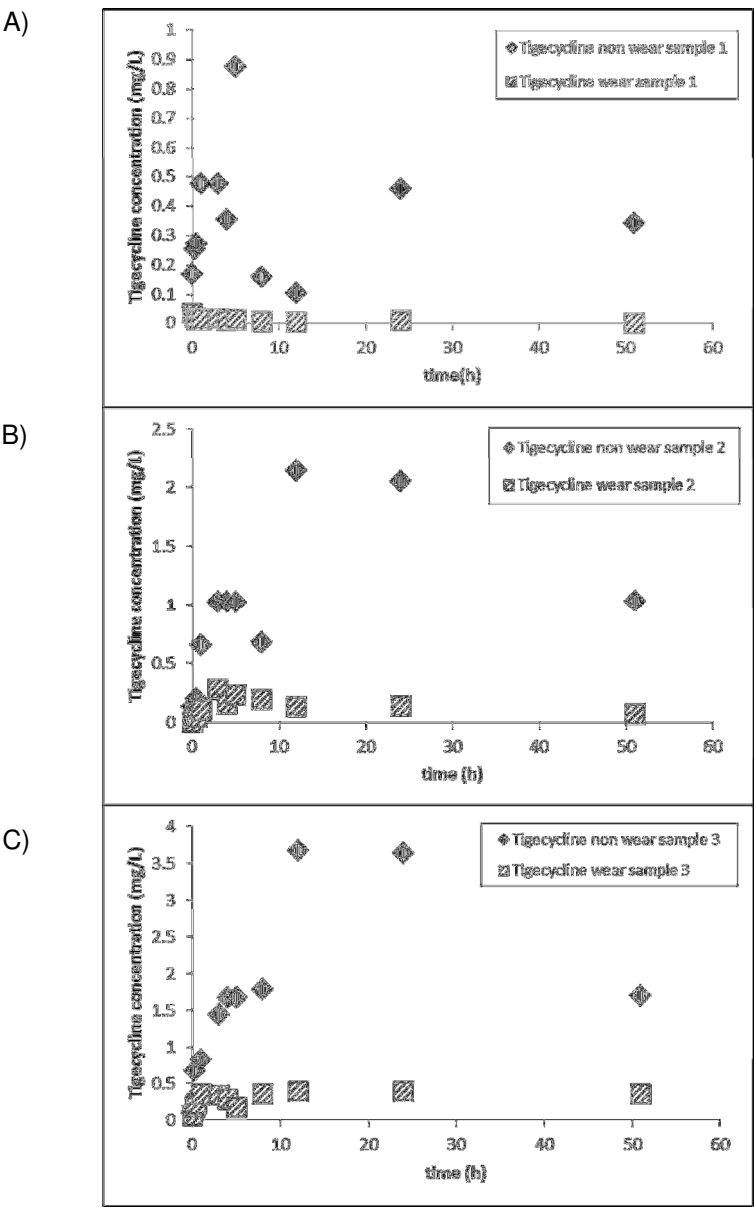 A)
Tigecycline concentration (mg/L)
1
0.9
0.8
0.7
0.6
0.5
0.4
0.3
0.2
0.1
0
0 10 20 30 40 50 60
time(h)
Tigecycline non wear sample 1
Tigecycline wear sample 1
B)
Tigecycline concentration (mg/L)
2.5
2
1.5
1
0.5
0
0 10 20 30 40 50 60
time (h)
Tigecycline non wear sample 2
Tigecycline wear sample 2
C)
Tigecycline concentration (mg/L)
4
3.5
3
2.5
2
1.5
1
0.5
0
0 10 20 30 40 50 60
time (h)
Tigecycline non wear sample 3
Tigecycline wear sample 3